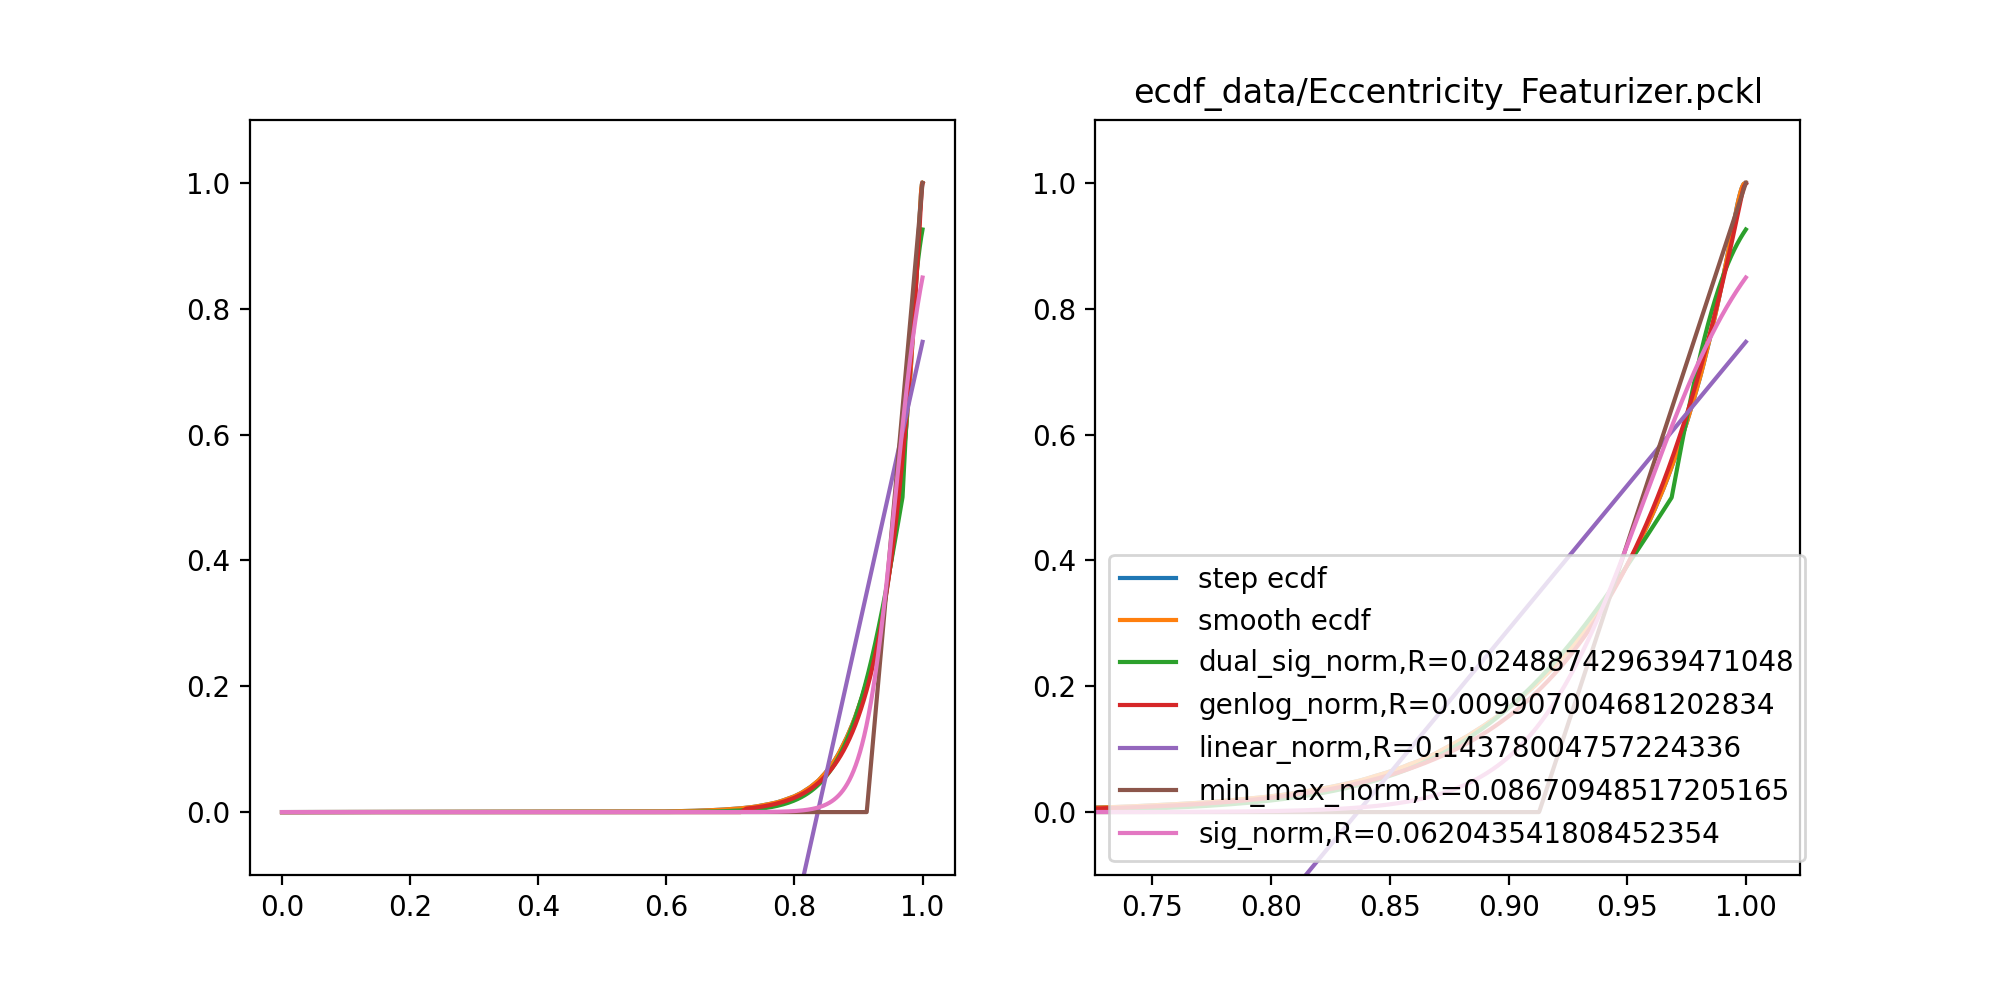 ecdf_data/Eccentricity_Featurizer.pckl
1.0
0.8
0.6
0.4
0.2
0.0
0.0 0.2 0.4 0.6 0.8 1.0
1.0
0.8
0.6
0.4
0.2
0.0
step ecdf
smooth ecdf
dual_sig_norm,R=0.024887429639471048
genlog_norm,R=0.009907004681202834
linear_norm,R=0.14378004757224336
min_max_norm,R=0.08670948517205165
sig_norm,R=0.062043541808452354
0.75 0.80 0.85 0.90 0.95 1.00